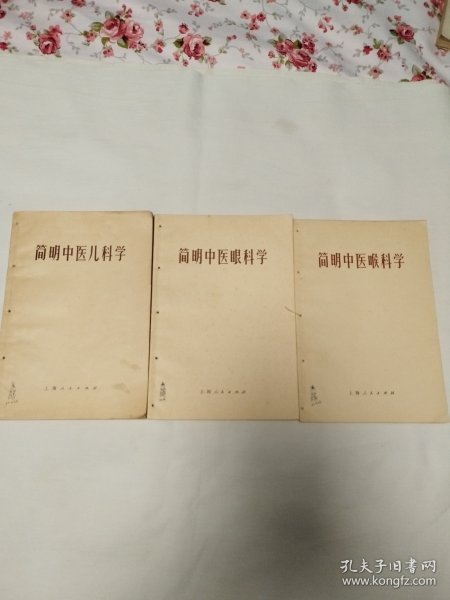 简明中医儿科学
上海人民出版社
简明中医眼科学
上海人民出版社
简明中医喉科学
上海人民出版社
孔夫子旧书网
www.kongfz.com